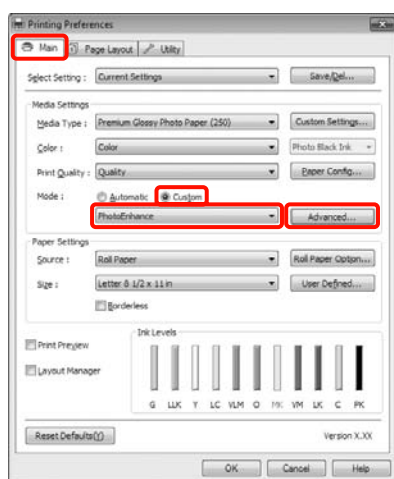 Printing Preferences
Main Page Layout Utility
Select Setting : Current Settings Save/Del...
Media Settings
Media Type : Premium Glossy Photo Paper (250) Custom Settings...
Color : Color Photo Black Ink
Print Quality : Quality Paper Config...
Mode : Automatic Custom
PhotoEnhance Advanced...
Paper Settings
Source : Roll Paper Roll Paper Option...
Size : Letter 8 1/2 x 11 in User Defined...
Borderless
Ink Levels
Print Preview
Layout Manager
G LLK Y LC VLM O MK VM LK C PK
Reset Defaults(Y) Version X.XX
OK Cancel Help